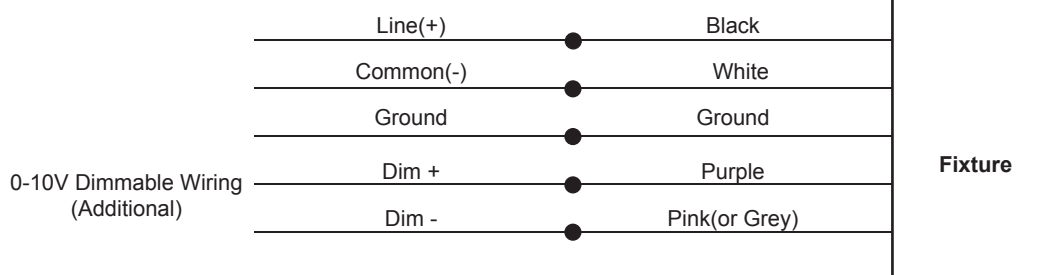 Line(+) Black
Common(-) White
Ground Ground
0-10V Dimmable Wiring
(Additional)
Dim + Purple
Dim - Pink(or Grey)
Fixture